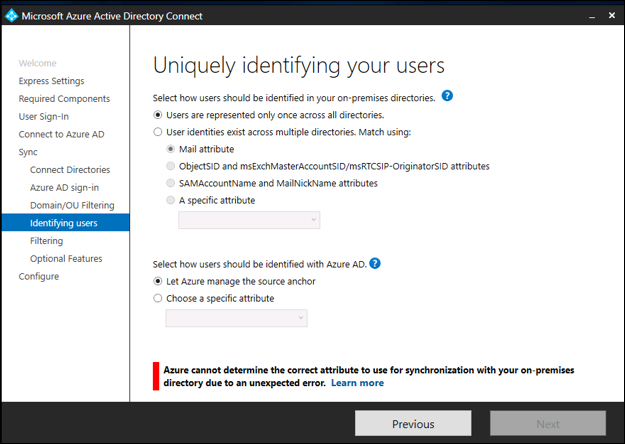 Microsoft Azure Active Directory Connect
Welcome
Express Settings
Required Components
User Sign-In
Connect to Azure AD
Sync
Connect Directories
Azure AD sign-in
Domain/OU Filtering
Identifying users
Filtering
Optional Features
Configure
Uniquely identifying your users
Select how users should be identified in your on-premises directories. ?
Users are represented only once across all directories.
User identities exist across multiple directories. Match using:
Mail attribute
ObjectSID and msExchMasterAccountSID/msRTCSIP-OriginatorSID attributes
SAMAccountName and MailNickName attributes
A specific attribute
Select how users should be identified with Azure AD. ?
Let Azure manage the source anchor
Choose a specific attribute
Azure cannot determine the correct attribute to use for synchronization with your on-premises
directory due to an unexpected error. Learn more
Previous
Next